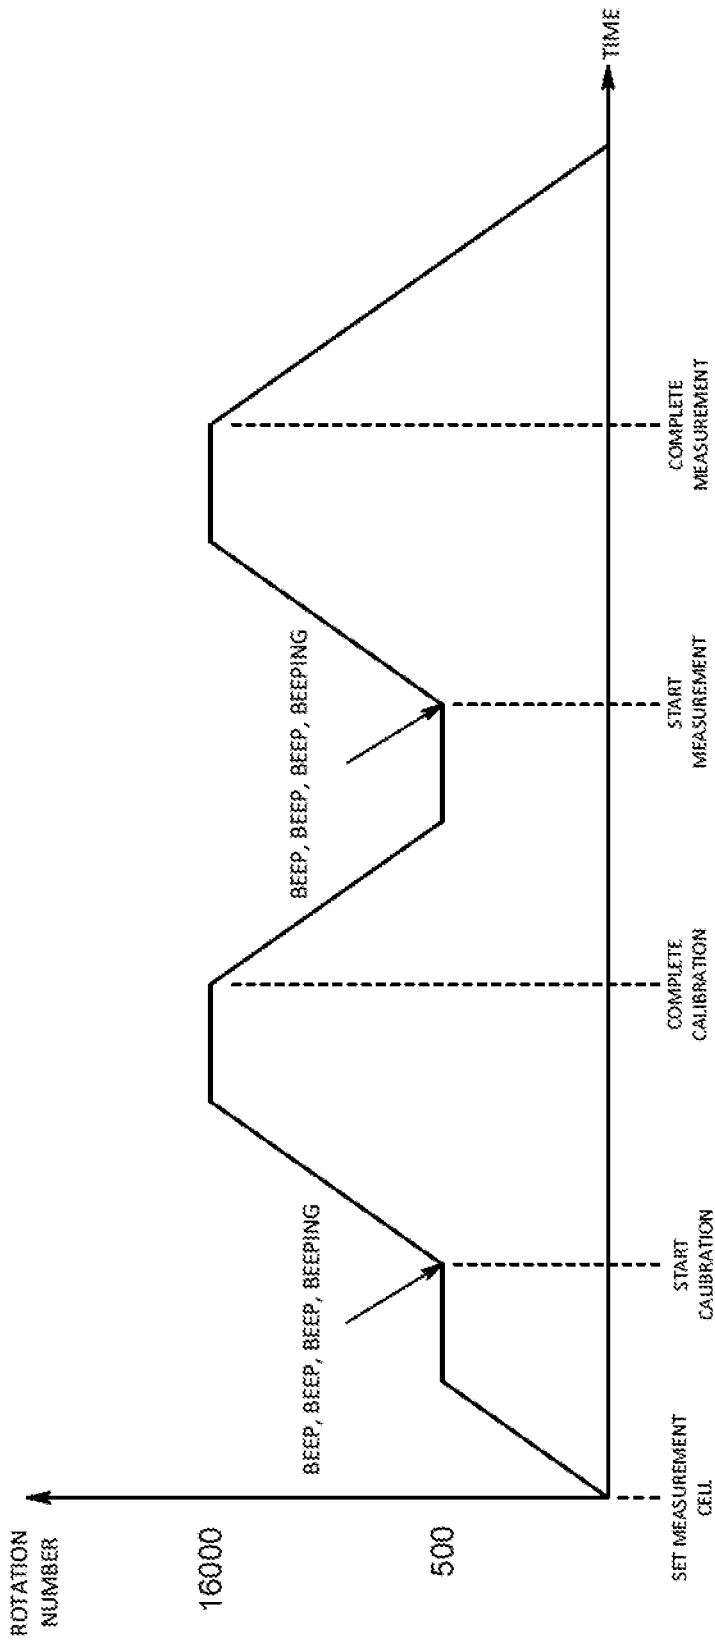 ROTATION
NUMBER
16000
500
BEEP, BEEP, BEEP, BEEPING
BEEP, BEEP, BEEP, BEEPING
TIME
SET MEASUREMENT
CELL
START
CALIBRATION
COMPLETE
CALIBRATION
START
MEASUREMENT
COMPLETE
MEASUREMENT